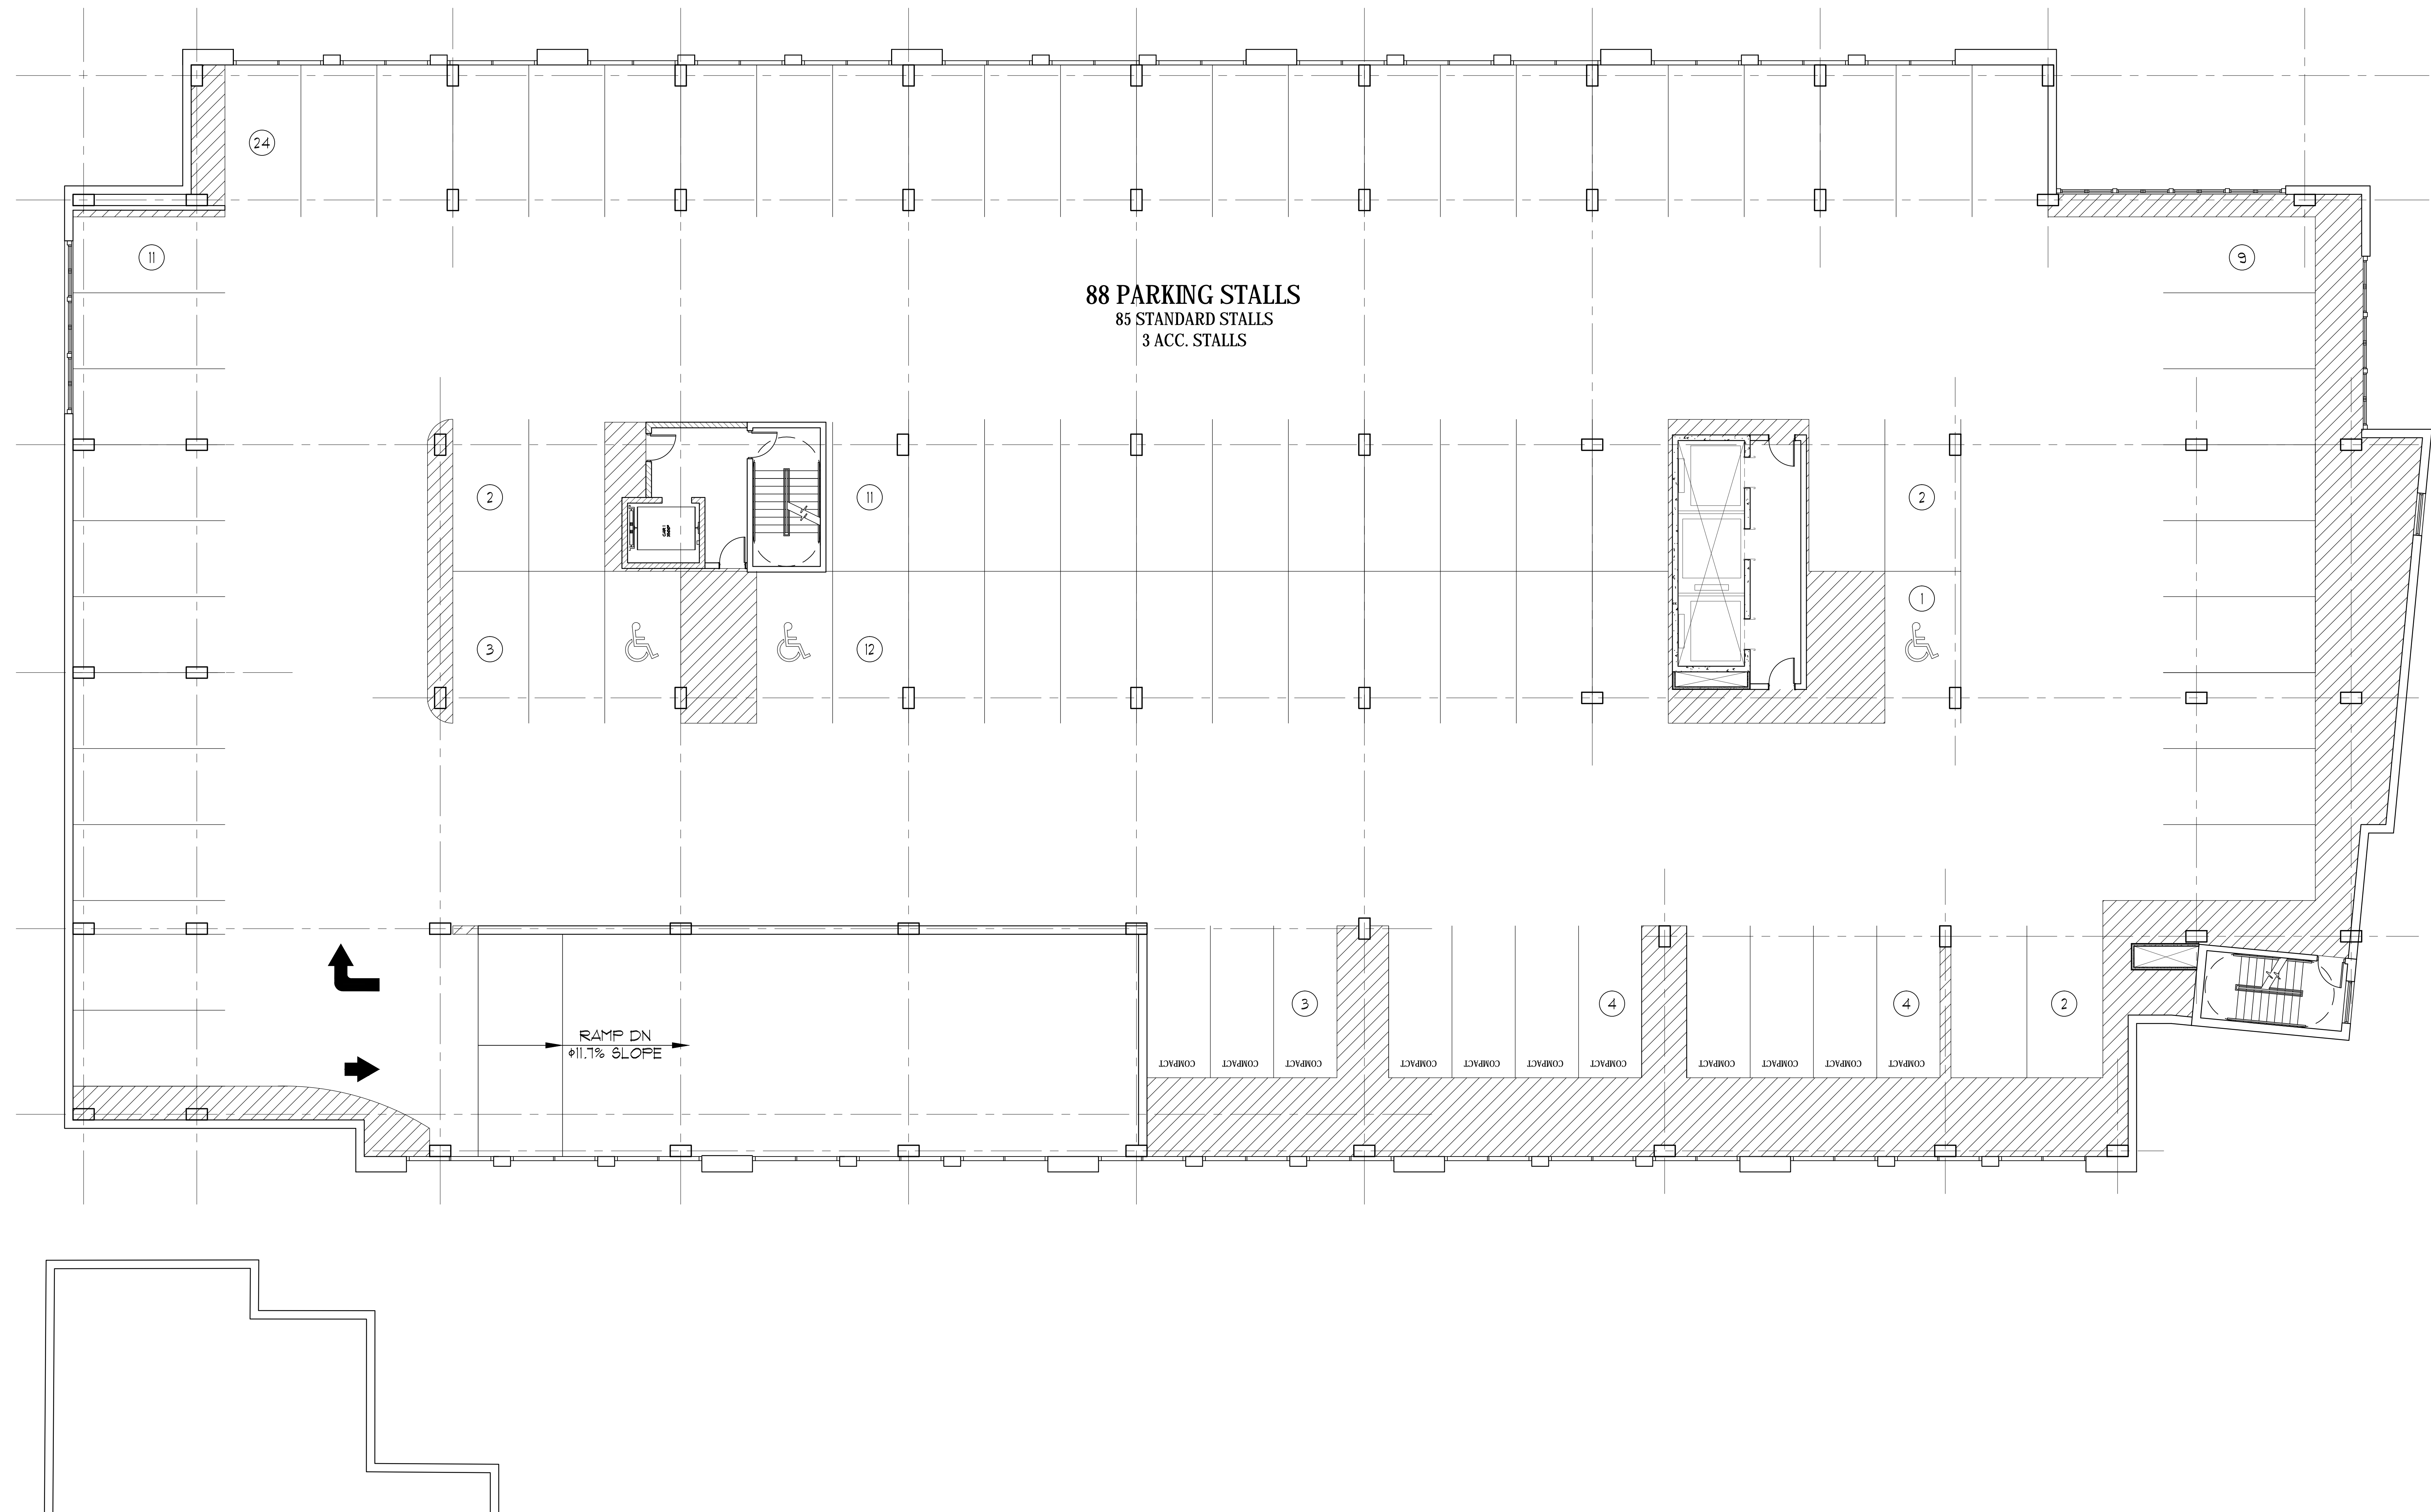 24
11
9
88 PARKING STALLS
85 STANDARD STALLS
3 ACC. STALLS
2
11
2
1
3
12
3
4
4
2
RAMP DN
φ11.7% SLOPE
COMPACT
COMPACT
COMPACT
COMPACT
COMPACT
COMPACT
COMPACT
COMPACT
COMPACT
COMPACT
COMPACT